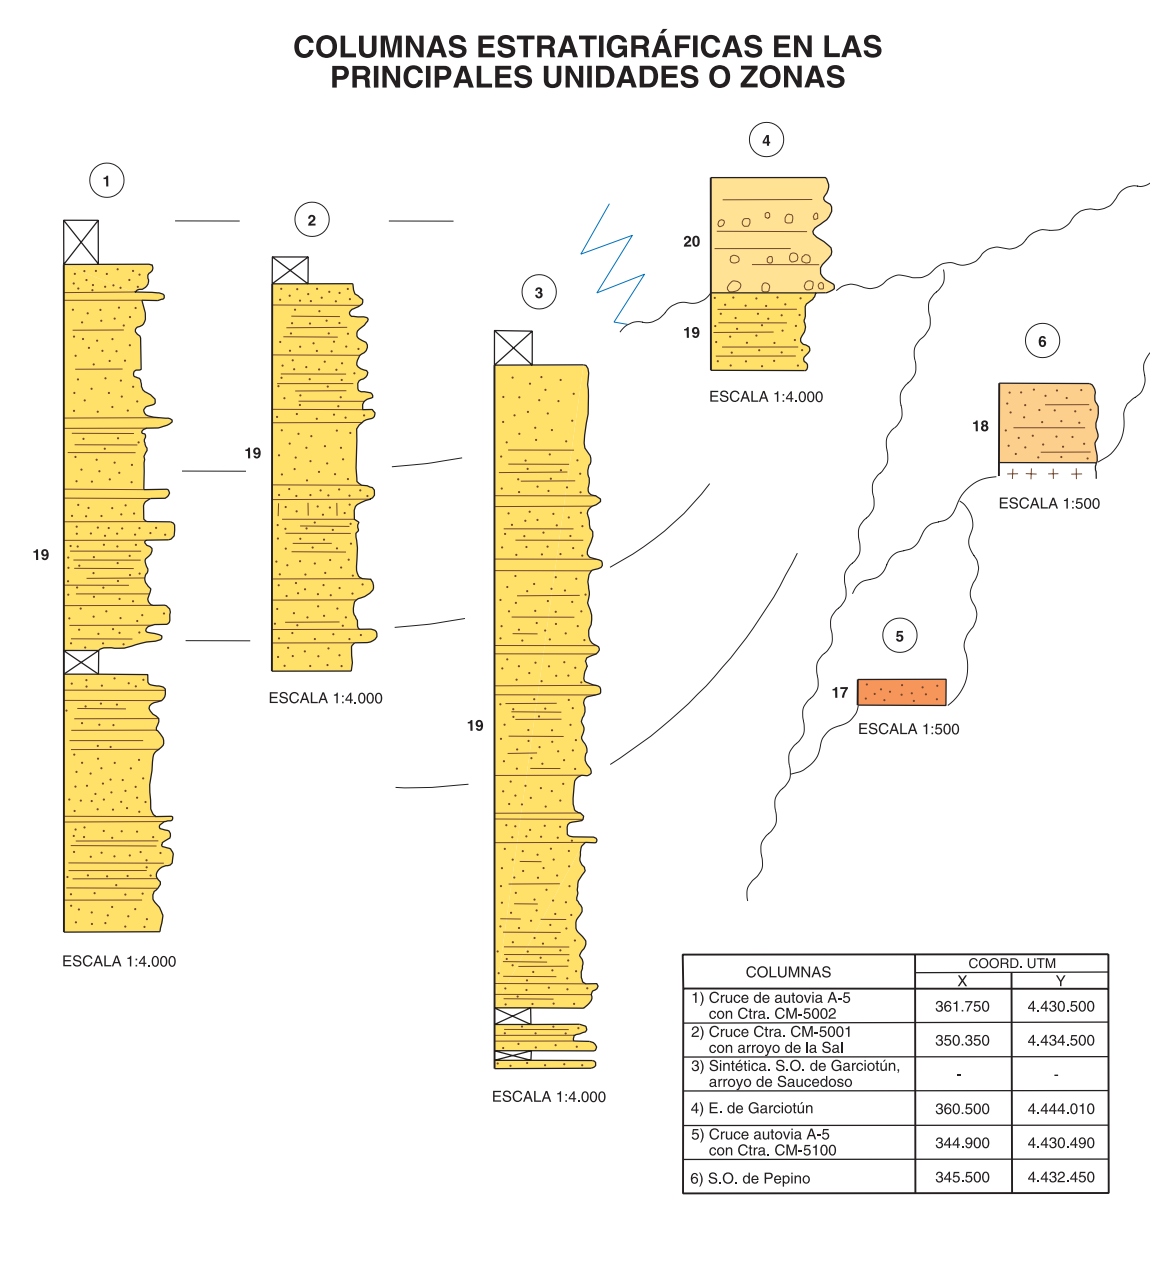 COLUMNAS ESTRATIGRÁFICAS EN LAS
PRINCIPALES UNIDADES O ZONAS
1
19
ESCALA 1:4.000
2
19
ESCALA 1:4.000
3
19
ESCALA 1:4.000
4
20
19
ESCALA 1:4.000
6
18
ESCALA 1:500
5
17
ESCALA 1:500
COLUMNAS
COORD. UTM
X Y
1) Cruce de autovia A-5
con Ctra. CM-5002
361.750 4.430.500
2) Cruce Ctra. CM-5001
con arroyo de la Sal
350.350 4.434.500
3) Sintética. S.O. de Garciotún,
arroyo de Saucedoso
- -
4) E. de Garciotún 360.500 4.444.010
5) Cruce autovia A-5
con Ctra. CM-5100
344.900 4.430.490
6) S.O. de Pepino 345.500 4.432.450